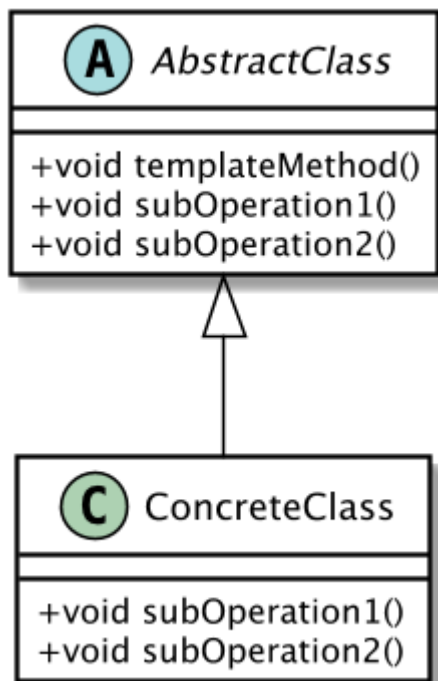 A AbstractClass
+void templateMethod()
+void subOperation1()
+void subOperation2()
C ConcreteClass
+void subOperation1()
+void subOperation2()